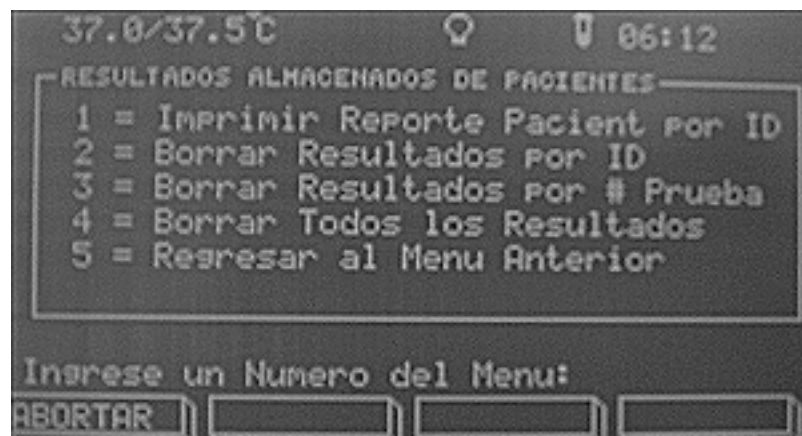 37.0/37.5°C 06:12
RESULTADOS ALMACENADOS DE PACIENTES
1 = Imprimir Reporte Pacient por ID
2 = Borrar Resultados por ID
3 = Borrar Resultados por # Prueba
4 = Borrar Todos los Resultados
5 = Regresar al Menu Anterior
Ingrese un Numero del Menu:
ABORTAR